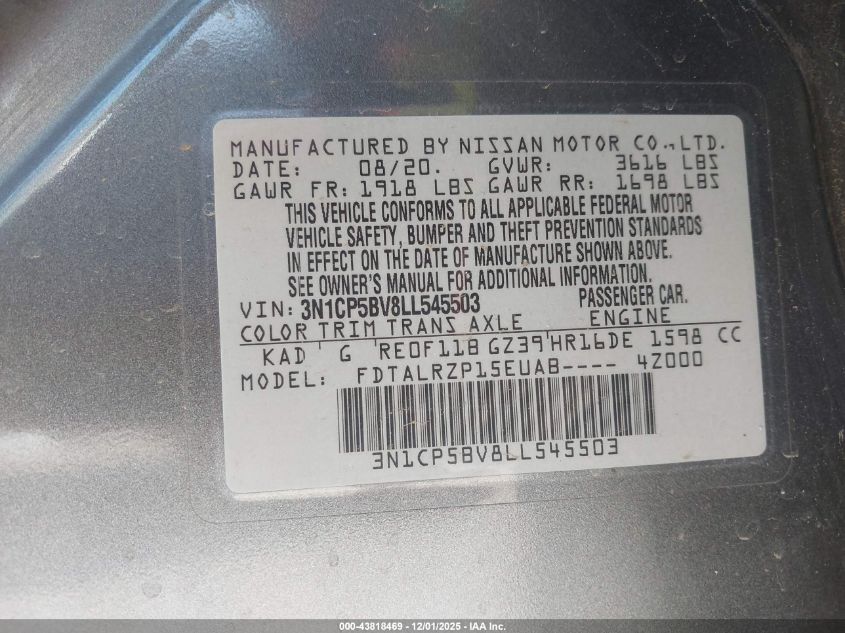 MANUFACTURED BY NISSAN MOTOR CO., LTD.
DATE: 08/20. GVWR: 3616 LBS
GAWR FR: 1918 LBS GAWR RR: 1698 LBS
THIS VEHICLE CONFORMS TO ALL APPLICABLE FEDERAL MOTOR
VEHICLE SAFETY, BUMPER AND THEFT PREVENTION STANDARDS
IN EFFECT ON THE DATE OF MANUFACTURE SHOWN ABOVE.
SEE OWNER'S MANUAL FOR ADDITIONAL INFORMATION.
VIN: 3N1CP5BV8LL545503 PASSENGER CAR.
COLOR TRIM TRANS AXLE ENGINE
KAD G RE0F11B GZ39 HR16DE 1598 CC
MODEL: FDTALRZP15EUAB---- 4Z000
3N1CP5BV8LL545503
000-43818469 - 12/01/2025 - IAA Inc.